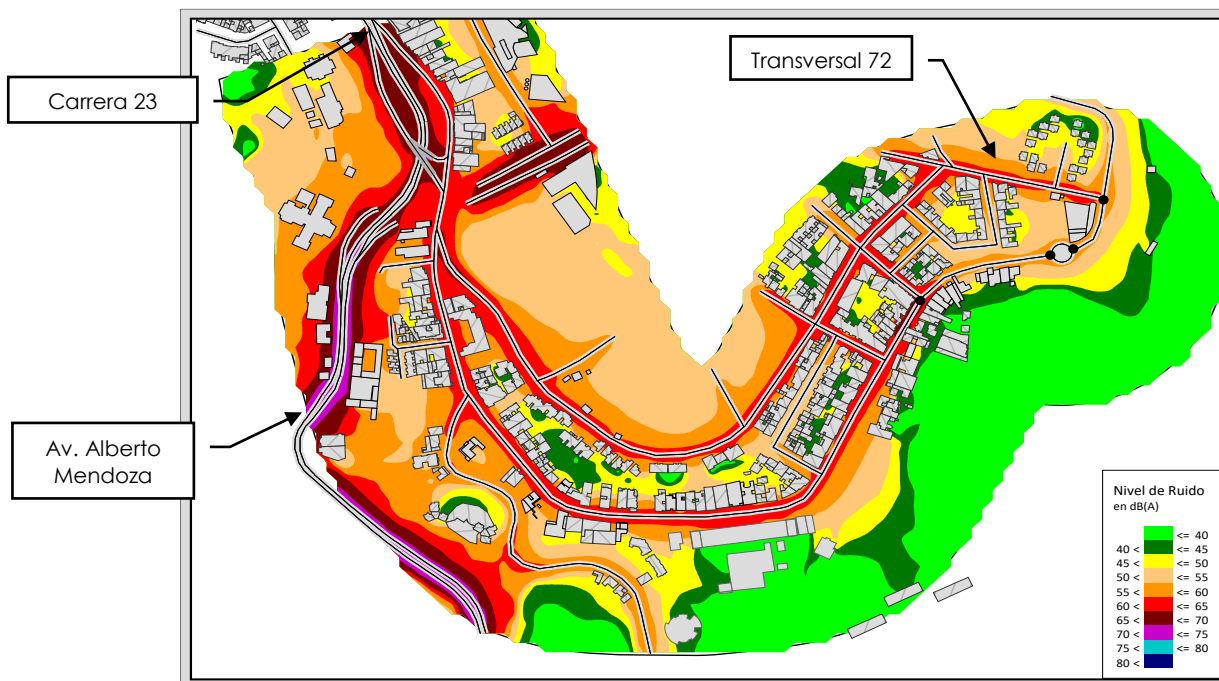 Carrera 23
Transversal 72
Av. Alberto
Mendoza
Nivel de Ruido
en dB(A)
<= 40
40 < <= 45
45 < <= 50
50 < <= 55
55 < <= 60
60 < <= 65
65 < <= 70
70 < <= 75
75 < <= 80
80 <